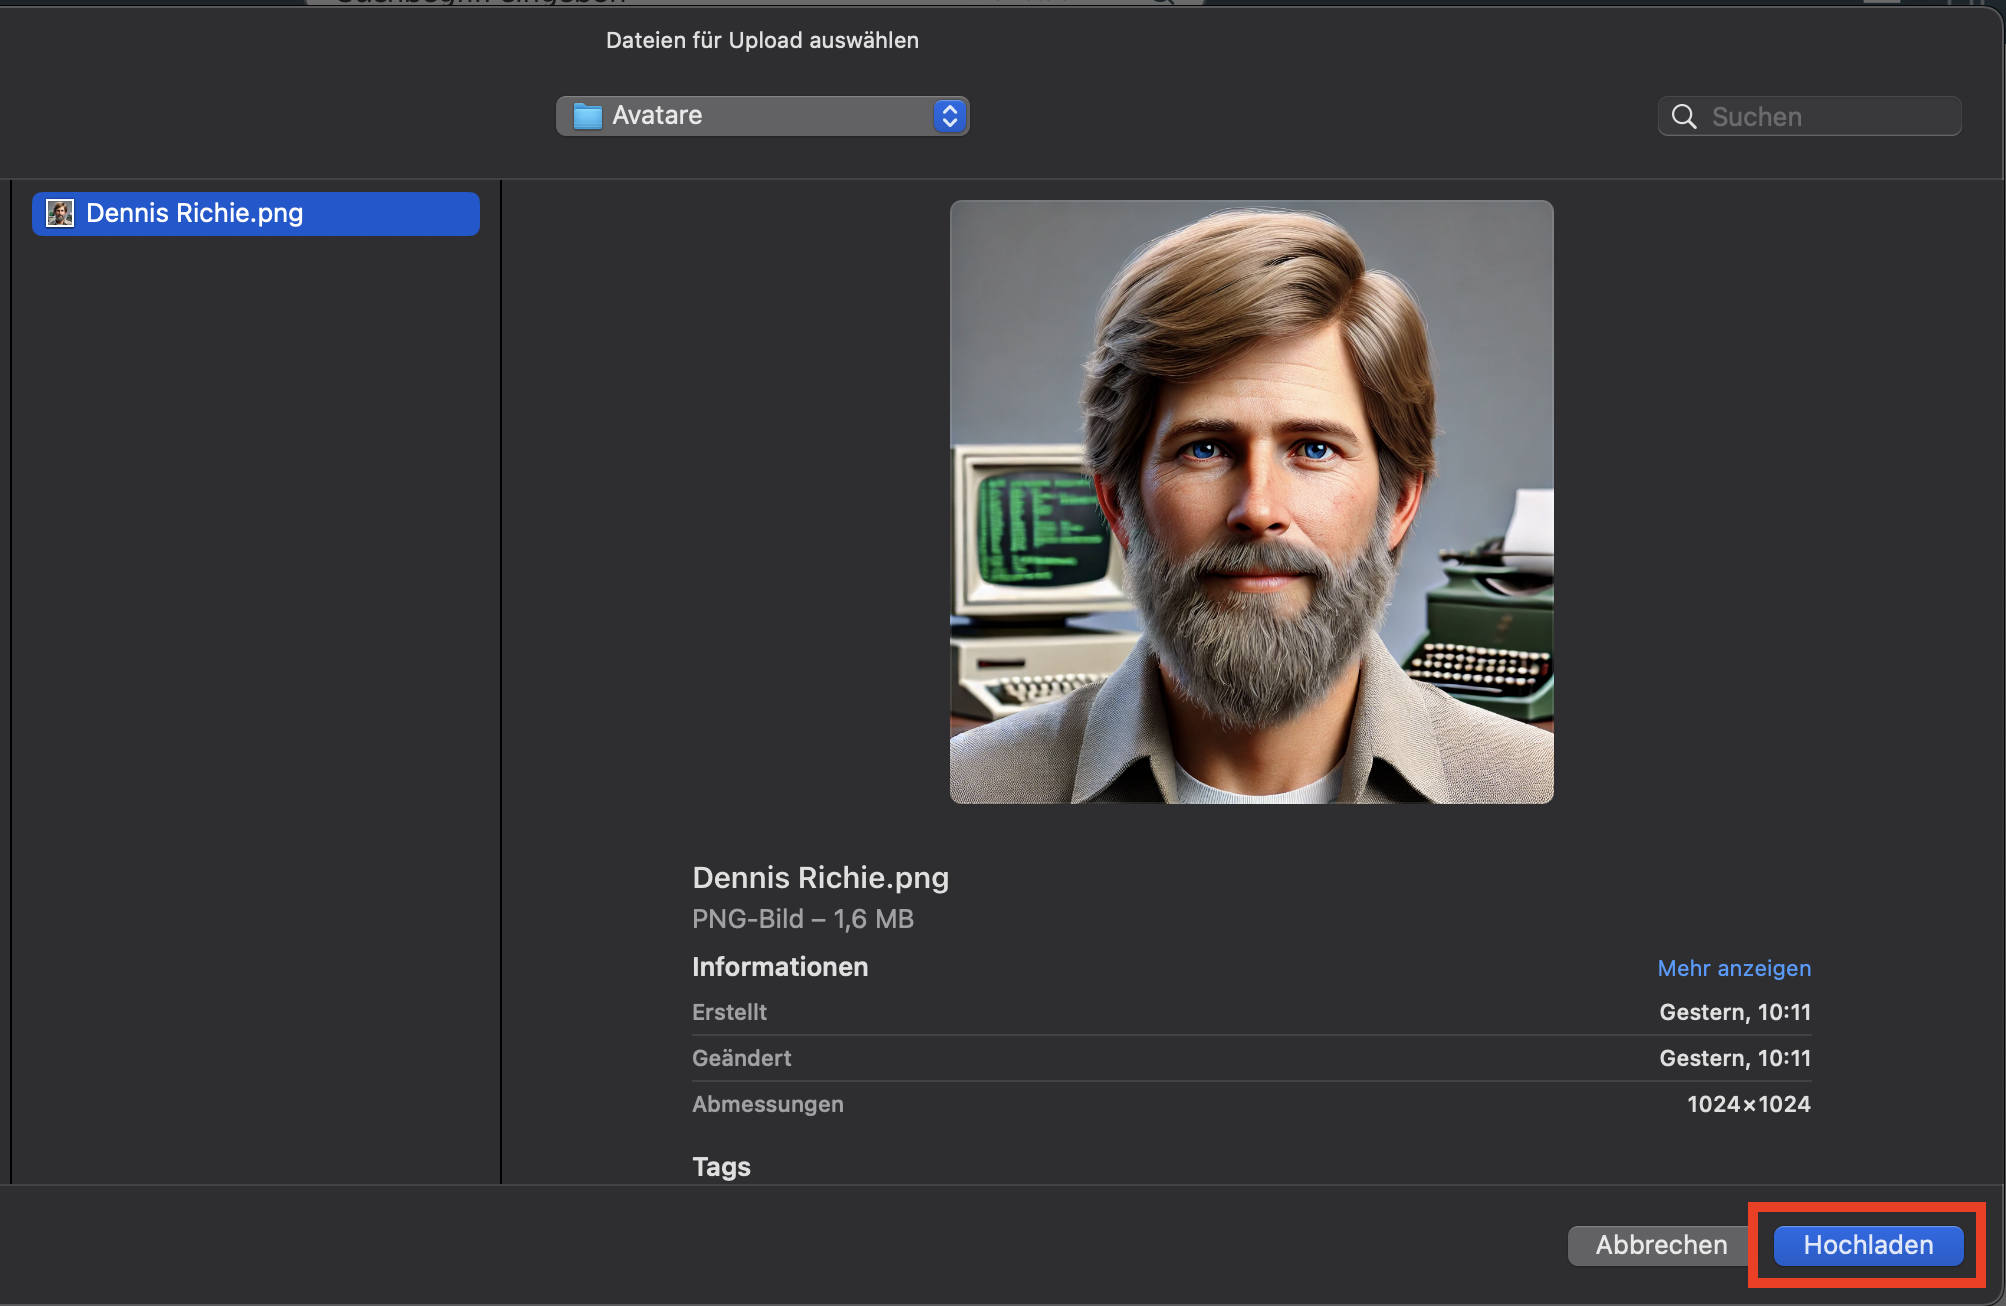 Dateien für Upload auswählen
Avatare
Suchen
Dennis Richie.png
Dennis Richie.png
PNG-Bild – 1,6 MB
Informationen
Mehr anzeigen
Erstellt
Gestern, 10:11
Geändert
Gestern, 10:11
Abmessungen
1024×1024
Tags
Abbrechen
Hochladen